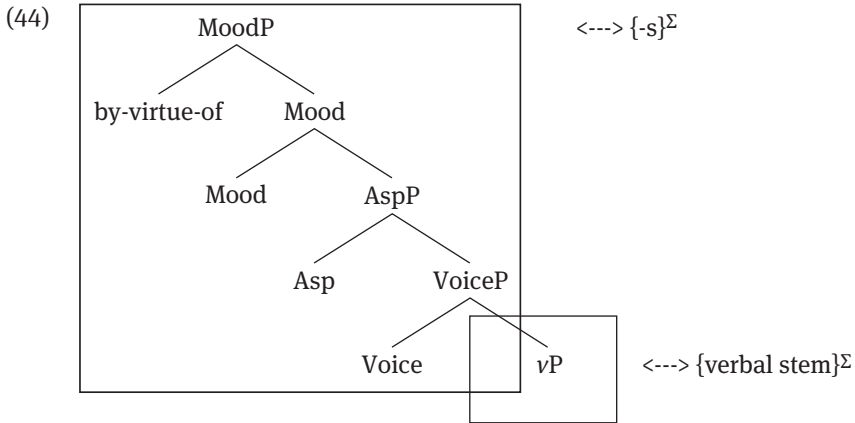 (44) MoodP <---> {-s}Σ
by-virtue-of Mood
Mood AspP
Asp VoiceP
Voice vP <---> {verbal stem}Σ